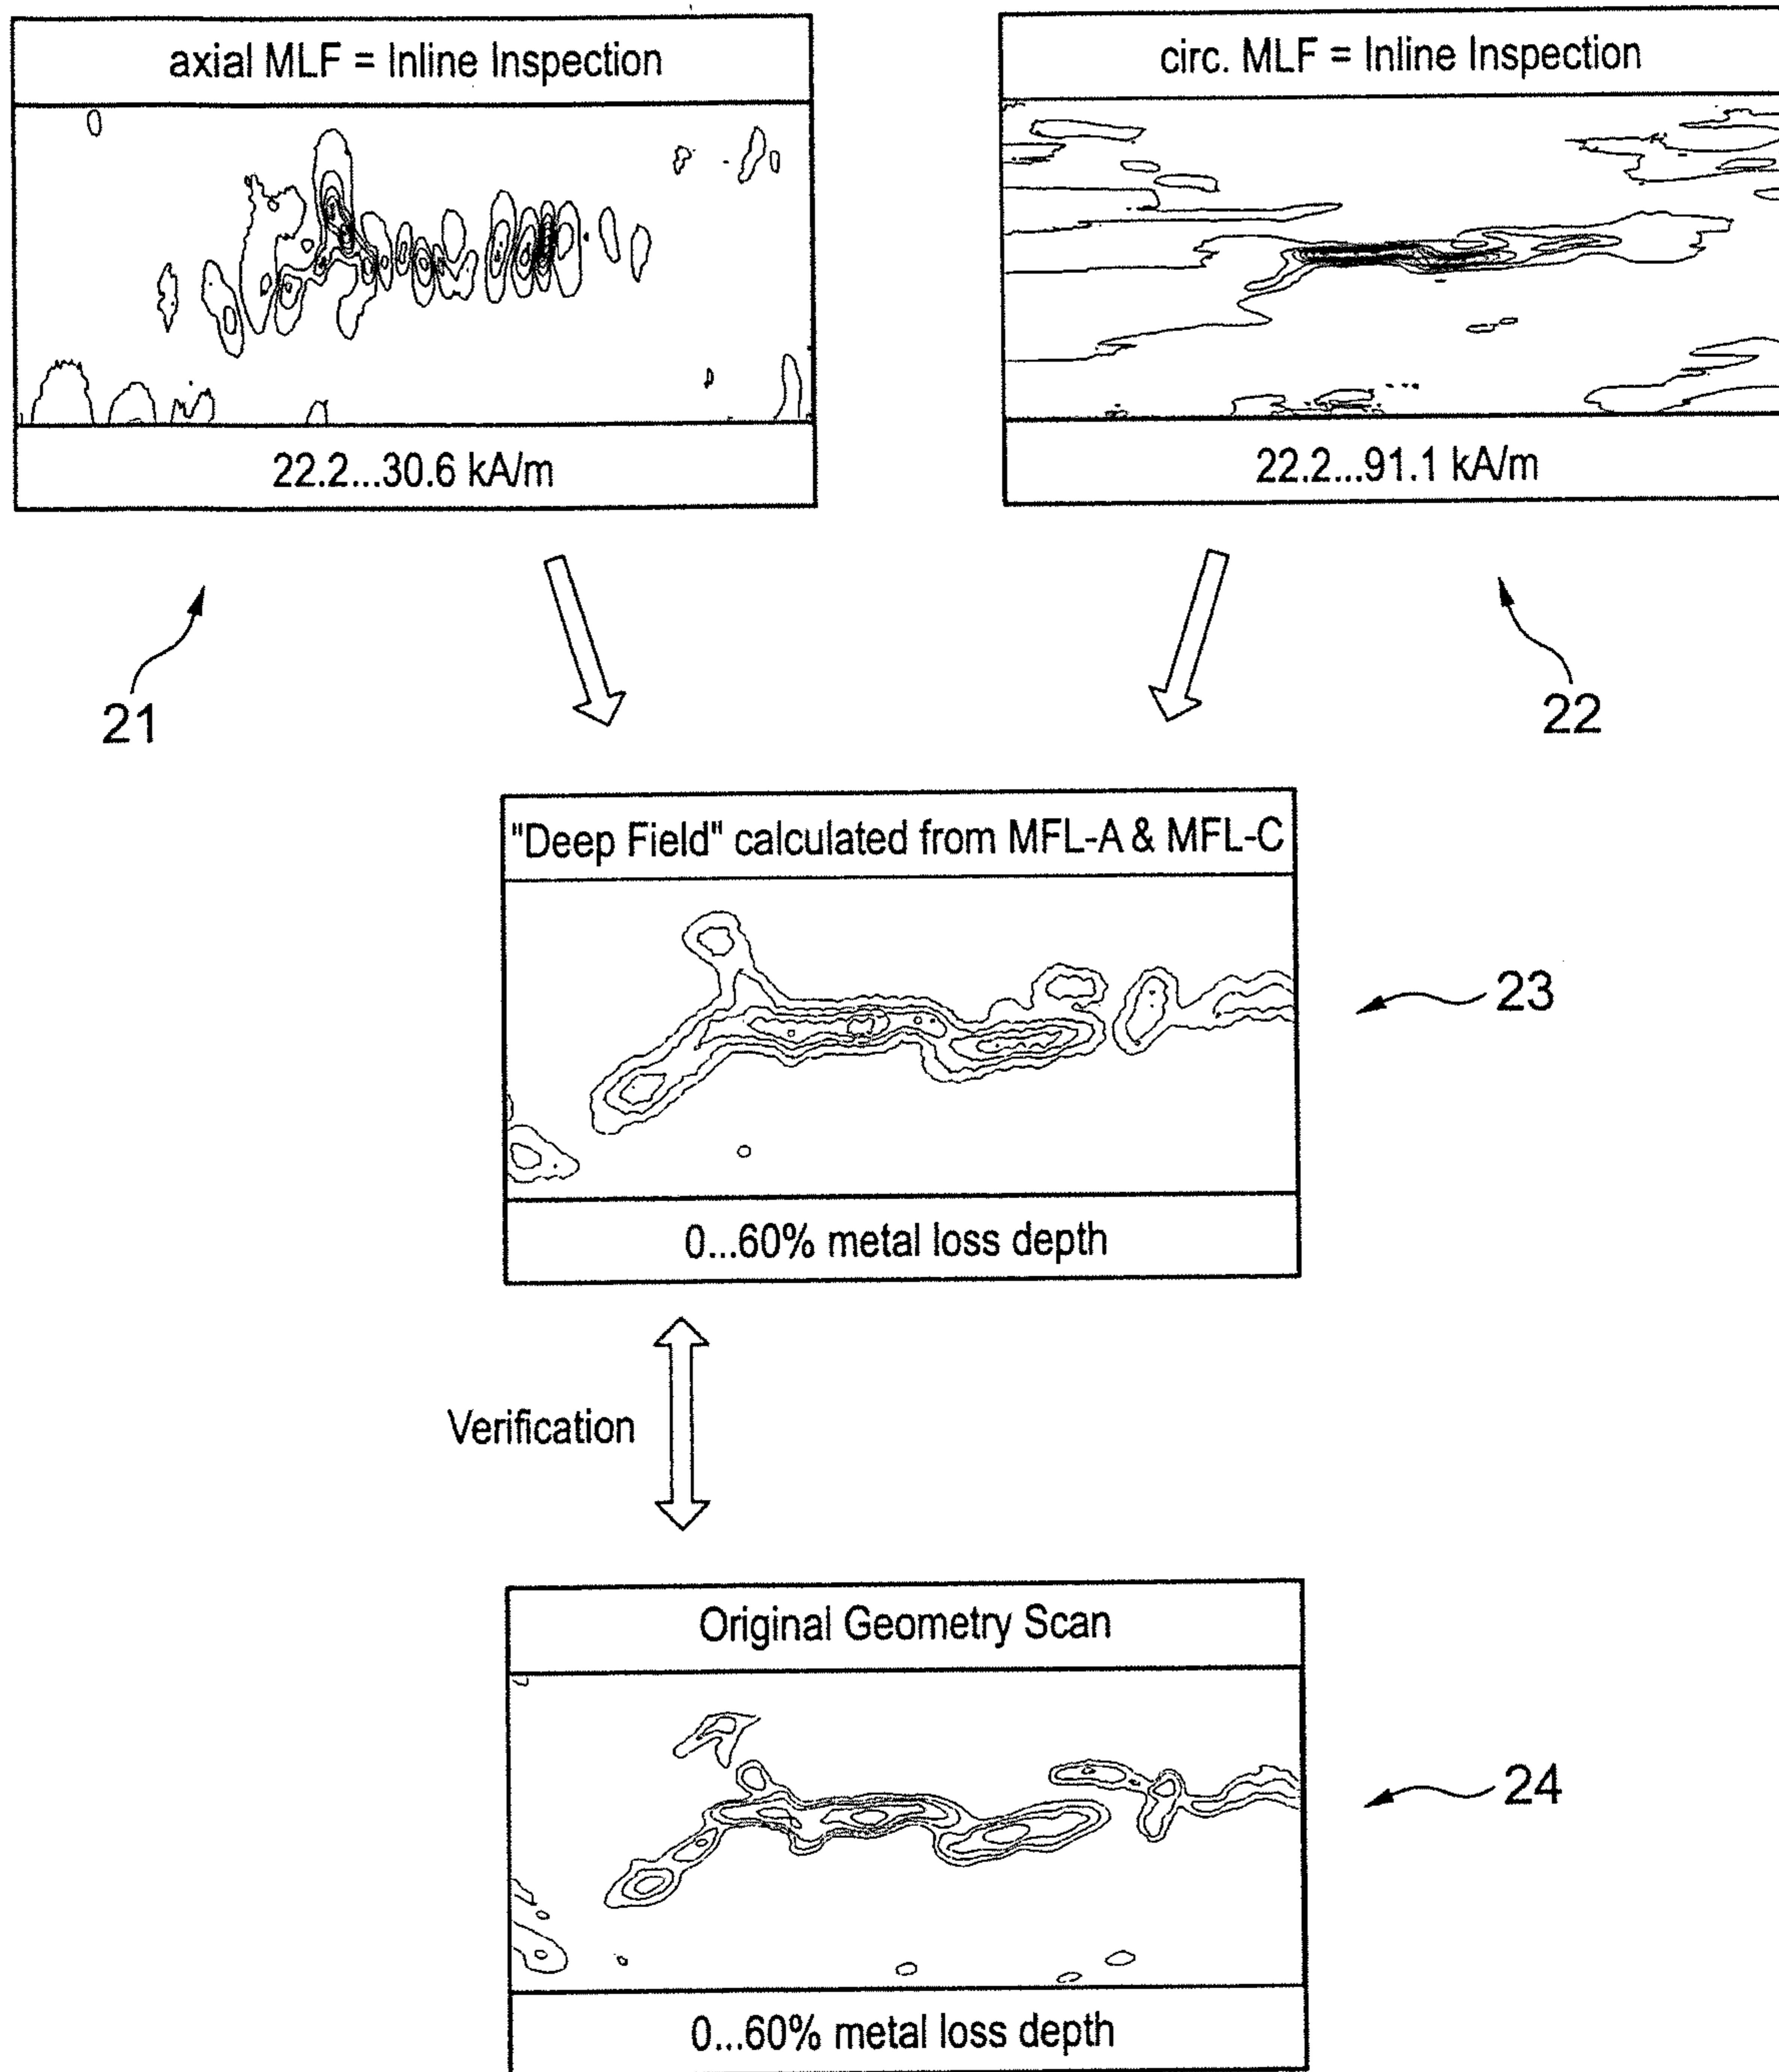 axial MLF = Inline Inspection
circ. MLF = Inline Inspection
22.2...30.6 kA/m
22.2...91.1 kA/m
21
22
"Deep Field" calculated from MFL-A & MFL-C
23
0...60% metal loss depth
Verification
Original Geometry Scan
24
0...60% metal loss depth